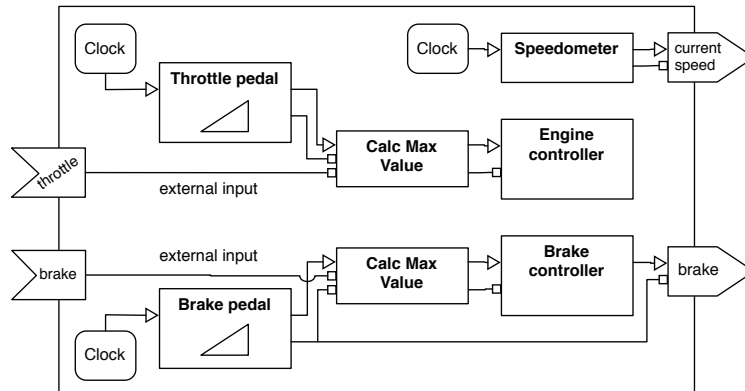 Clock
Clock
Speedometer
current
speed
Throttle pedal
Calc Max
Value
Engine
controller
throttle
external input
external input
brake
Calc Max
Value
Brake
controller
brake
Brake pedal
Clock